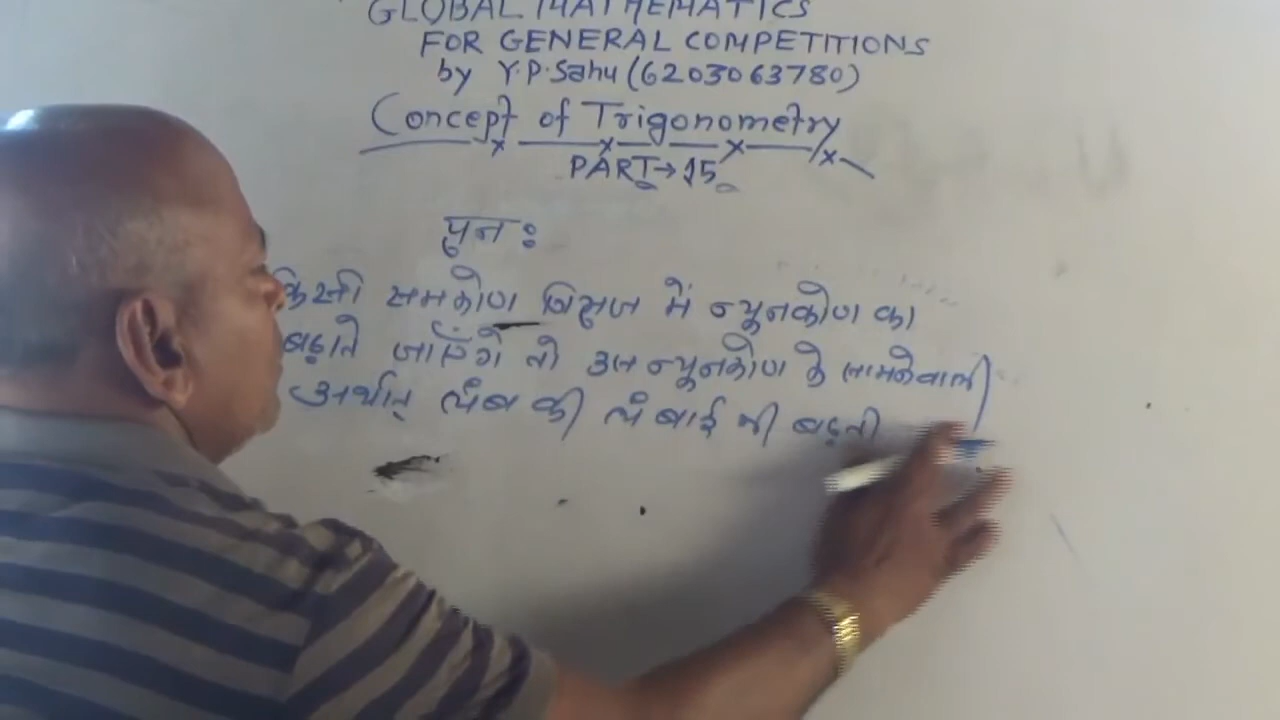 GLOBAL MATHEMATICS
FOR GENERAL COMPETITIONS
by Y.P.Sahu (6203063780)
Concept of Trigonometry
PART→15
पुनः
किसी समकोण त्रिभुज में न्यूनकोण का
बढ़ाते जाएँगे तो उस न्यूनकोण के सामनेवाली
अर्थात् लंब की लंबाई भी बढ़ती